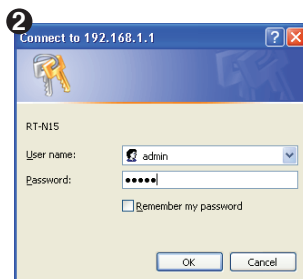 2
Connect to 192.168.1.1
RT-N15
User name: admin
Password: •••••
Remember my password
OK Cancel